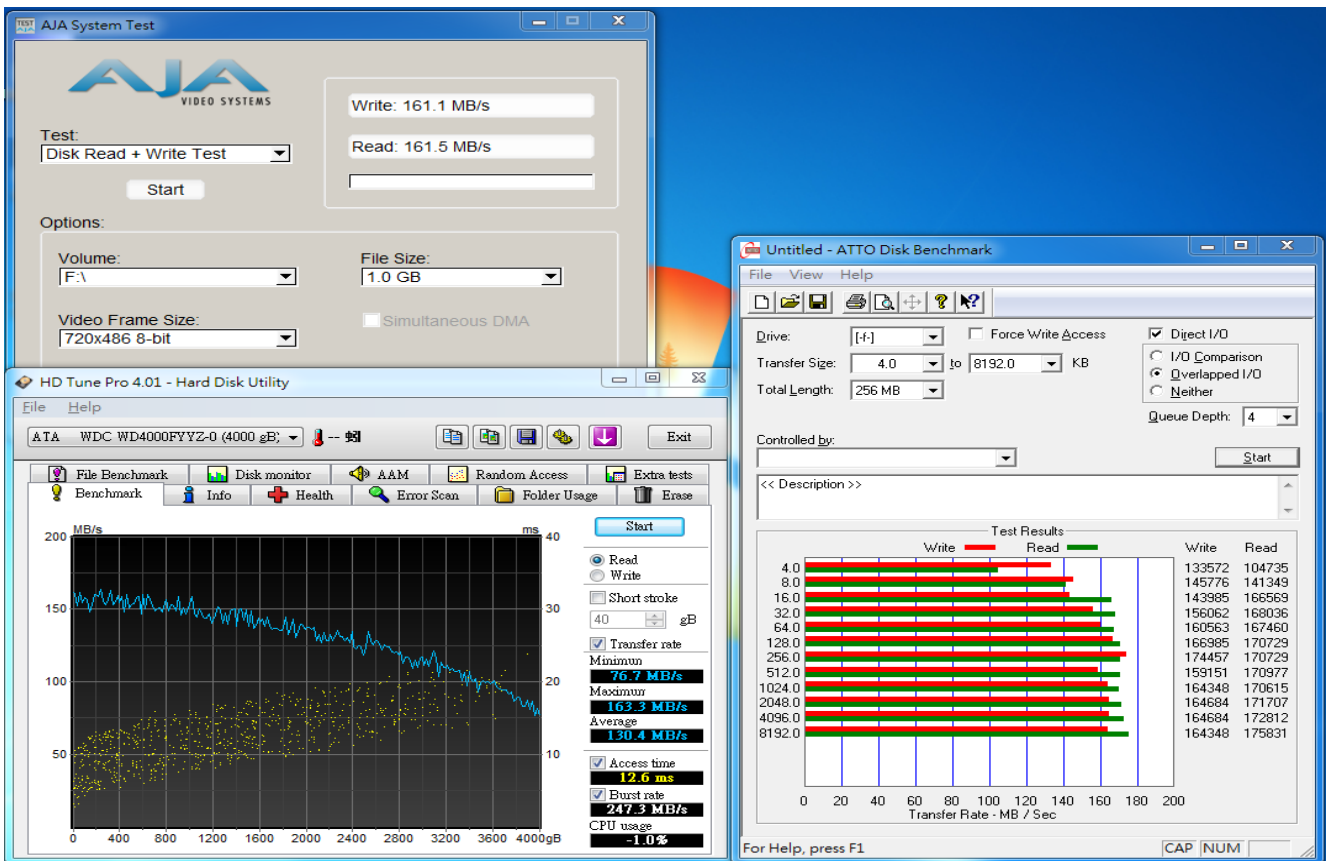 AJA System Test
AJA
VIDEO SYSTEMS
Write: 161.1 MB/s
Read: 161.5 MB/s
Test:
Disk Read + Write Test
Start
Options:
Volume:
F:\
File Size:
1.0 GB
Video Frame Size:
720x486 8-bit
Simultaneous DMA
HD Tune Pro 4.01 - Hard Disk Utility
File Help
ATA WDC WD4000FYYZ-0 (4000 gB)
Exit
File Benchmark Disk monitor AAM Random Access Extra tests
Benchmark Info Health Error Scan Folder Usage Erase
MB/s
ms
200
150
100
50
40
30
20
10
0 400 800 1200 1600 2000 2400 2800 3200 3600 4000gB
Start
Read
Write
Short stroke
40 gB
Transfer rate
Minimun
76.7 MB/s
Maximun
163.3 MB/s
Average
130.4 MB/s
Access time
12.6 ms
Burst rate
247.3 MB/s
CPU usage
-1.0%
Untitled - ATTO Disk Benchmark
File View Help
Drive: [-f-] Force Write Access
Transfer Size: 4.0 to 8192.0 KB
Total Length: 256 MB
Direct I/O
I/O Comparison
Overlapped I/O
Neither
Queue Depth: 4
Controlled by:
Start
<< Description >>
Test Results
Write Read Write Read
4.0 133572 104735
8.0 145776 141349
16.0 143985 166569
32.0 156062 168036
64.0 160563 167460
128.0 166985 170729
256.0 174457 170729
512.0 159151 170977
1024.0 164348 170615
2048.0 164684 171707
4096.0 164684 172812
8192.0 164348 175831
0 20 40 60 80 100 120 140 160 180 200
Transfer Rate - MB / Sec
For Help, press F1
CAP NUM